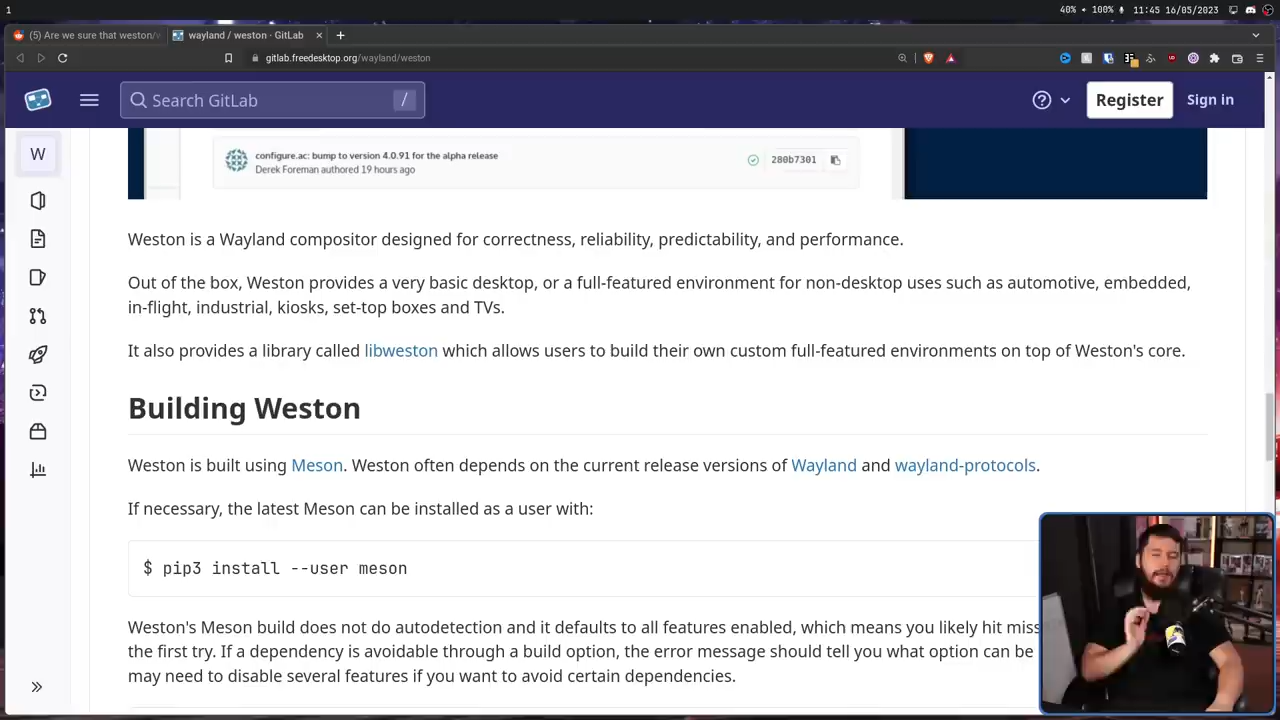 1
40% 100% 11:45 16/05/2023
(5) Are we sure that weston/w
wayland / weston · GitLab
gitlab.freedesktop.org/wayland/weston
Search GitLab /
Register
Sign in
W
configure.ac: bump to version 4.0.91 for the alpha release
Derek Foreman authored 19 hours ago
280b7301
Weston is a Wayland compositor designed for correctness, reliability, predictability, and performance.
Out of the box, Weston provides a very basic desktop, or a full-featured environment for non-desktop uses such as automotive, embedded,
in-flight, industrial, kiosks, set-top boxes and TVs.
It also provides a library called libweston which allows users to build their own custom full-featured environments on top of Weston's core.
Building Weston
Weston is built using Meson. Weston often depends on the current release versions of Wayland and wayland-protocols.
If necessary, the latest Meson can be installed as a user with:
$ pip3 install --user meson
Weston's Meson build does not do autodetection and it defaults to all features enabled, which means you likely hit miss
the first try. If a dependency is avoidable through a build option, the error message should tell you what option can be
may need to disable several features if you want to avoid certain dependencies.